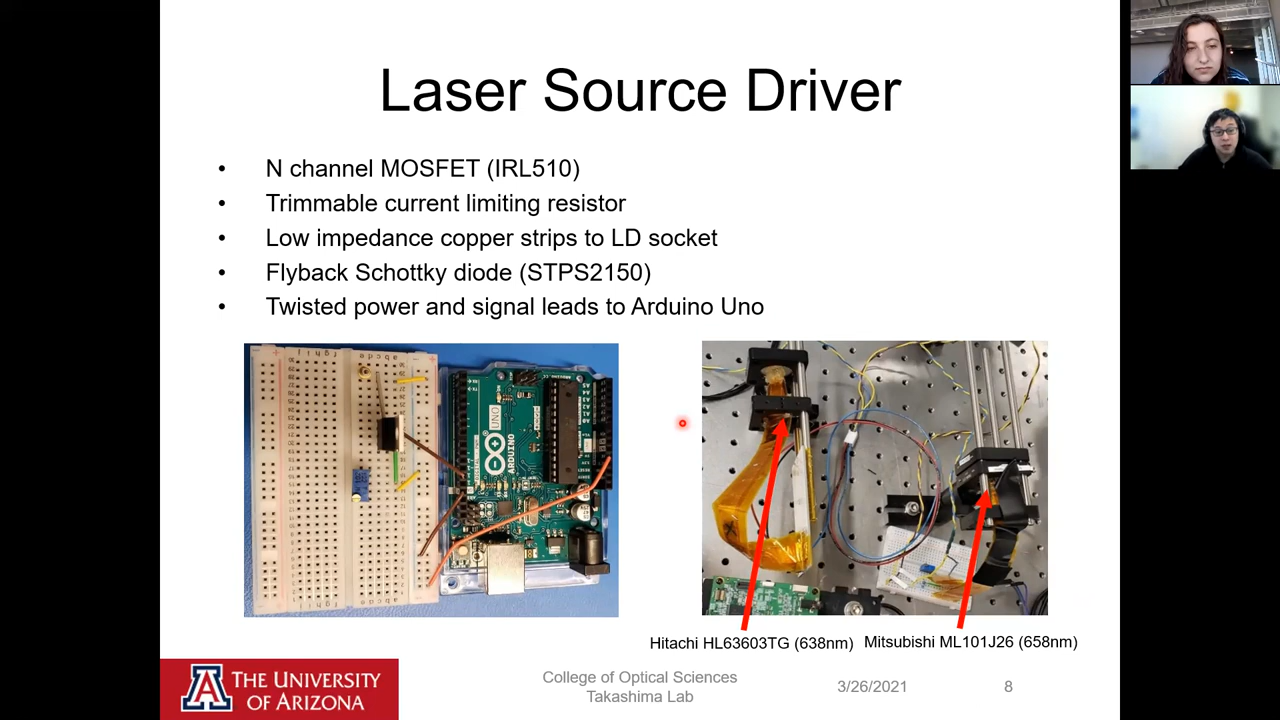 Laser Source Driver
• N channel MOSFET (IRL510)
• Trimmable current limiting resistor
• Low impedance copper strips to LD socket
• Flyback Schottky diode (STPS2150)
• Twisted power and signal leads to Arduino Uno
UNO
ARDUINO
Hitachi HL63603TG (638nm)
Mitsubishi ML101J26 (658nm)
A
THE UNIVERSITY
OF ARIZONA
College of Optical Sciences
Takashima Lab
3/26/2021
8